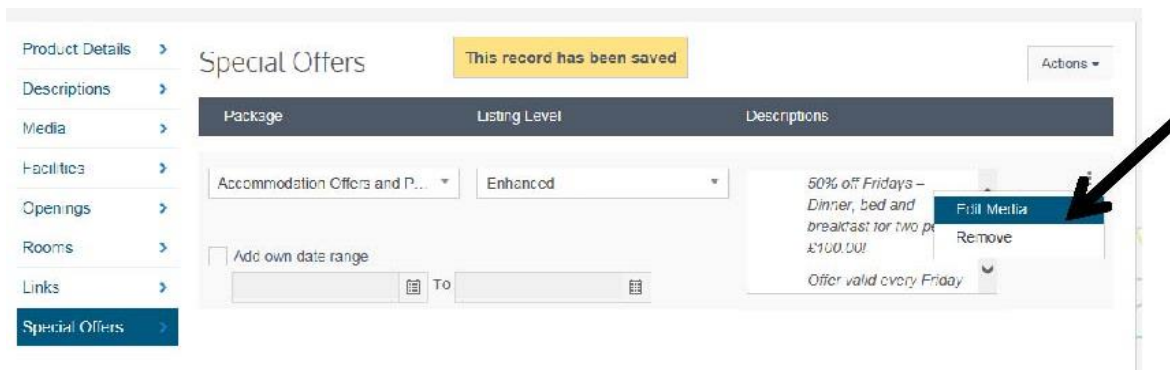 Product Details
Descriptions
Media
Facilities
Openings
Rooms
Links
Special Offers
Special Offers
This record has been saved
Actions
Package
Listing Level
Descriptions
Accommodation Offers and P...
Enhanced
50% off Fridays –
Dinner, bed and
breakfast for two pe
£100.00!
Offer valid every Friday
Edit Media
Remove
Add own date range
To